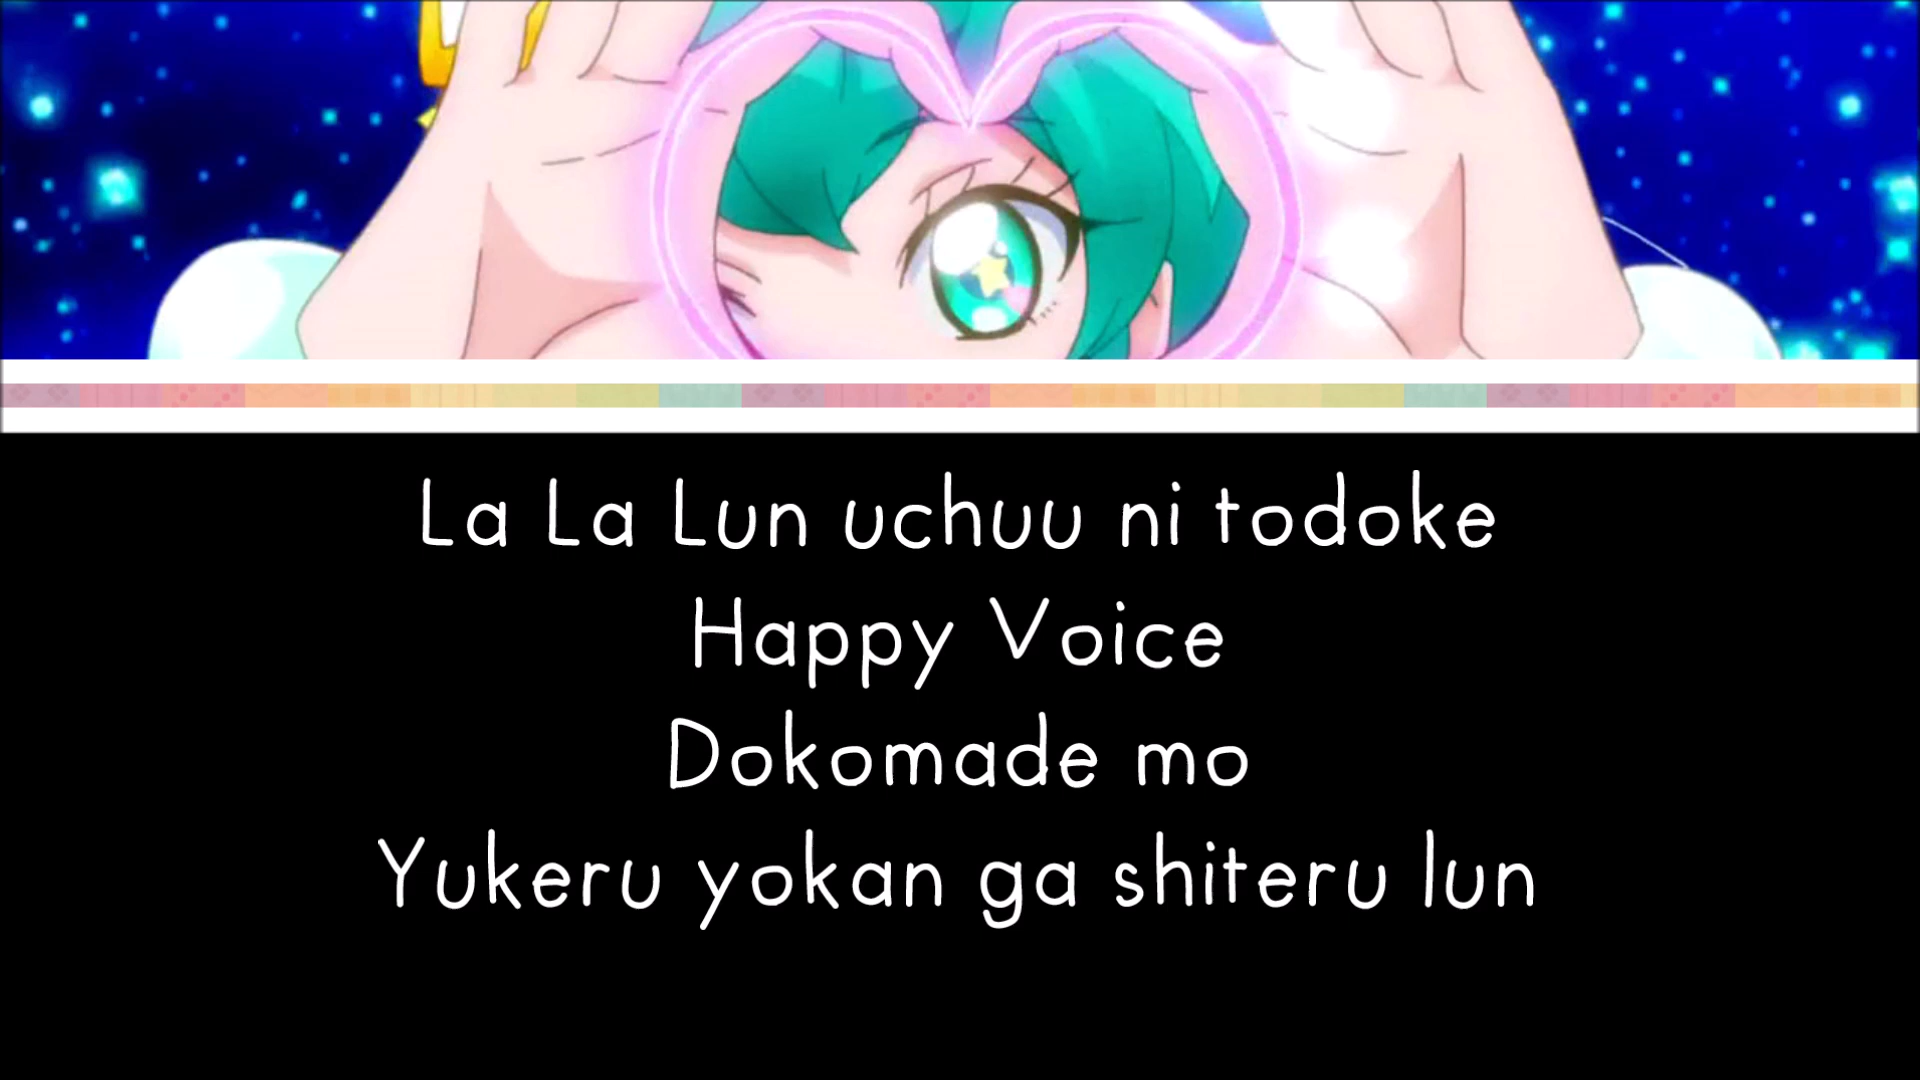 La La Lun uchuu ni todoke
Happy Voice
Dokomade mo
Yukeru yokan ga shiteru lun